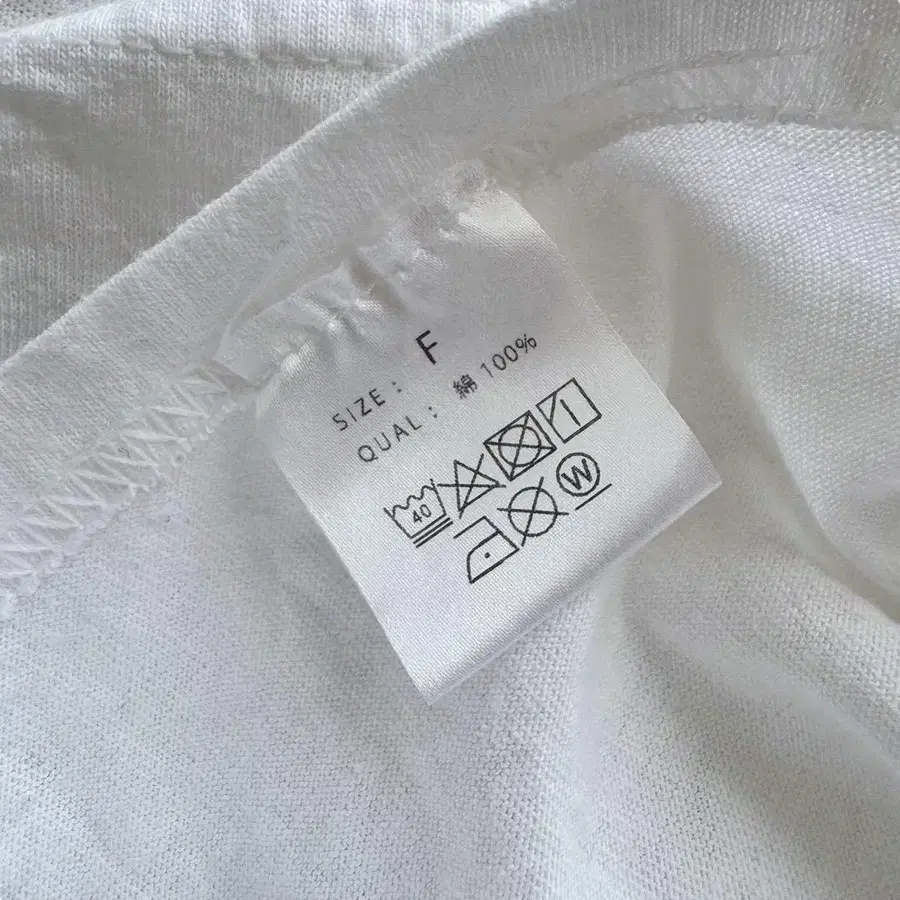 SIZE : F
QUAL : 綿 100%
40
W